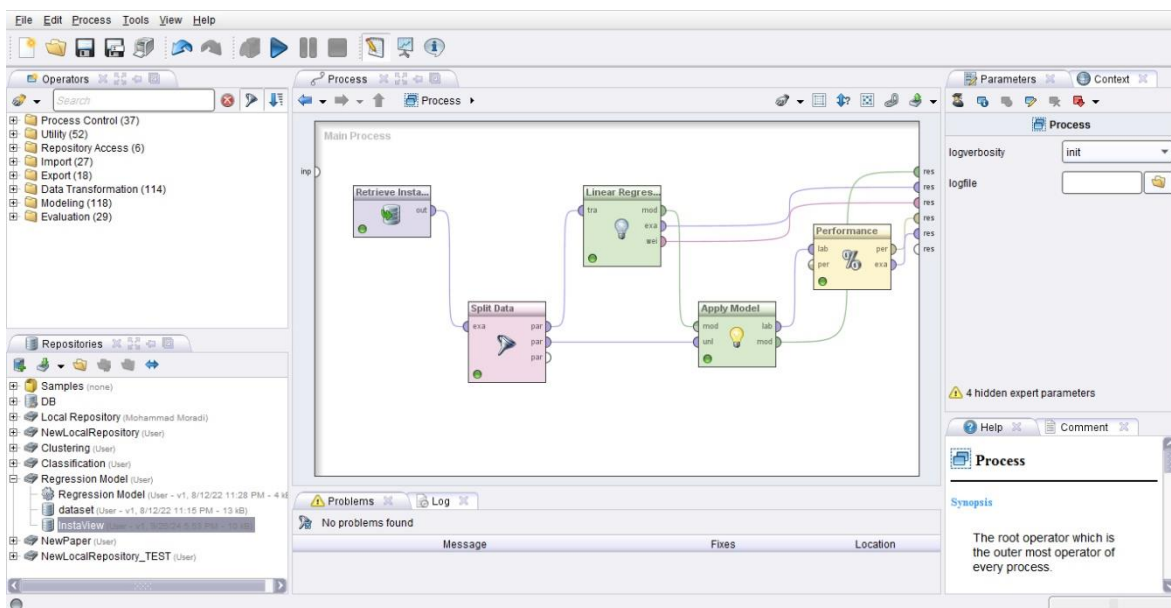 File Edit Process Tools View Help
Operators
Search
Process Control (37)
Utility (52)
Repository Access (6)
Import (27)
Export (18)
Data Transformation (114)
Modeling (118)
Evaluation (29)
Repositories
Samples (none)
DB
Local Repository (Mohammad Moradi)
NewLocalRepository (User)
Clustering (User)
Classification (User)
Regression Model (User)
Regression Model (User - v1, 8/12/22 11:28 PM - 4 kB
dataset (User - v1, 8/12/22 11:15 PM - 13 kB)
InstaView
NewPaper (User)
NewLocalRepository_TEST (User)
Process
Process
Main Process
inp
Retrieve Insta...
out
Split Data
exa par
par
par
Linear Regres...
tra mod
exa
wei
Apply Model
mod lab
unl mod
Performance
lab per
per exa
res
res
res
res
res
res
Problems Log
No problems found
Message Fixes Location
Parameters Context
Process
logverbosity init
logfile
4 hidden expert parameters
Help Comment
Process
Synopsis
The root operator which is
the outer most operator of
every process.